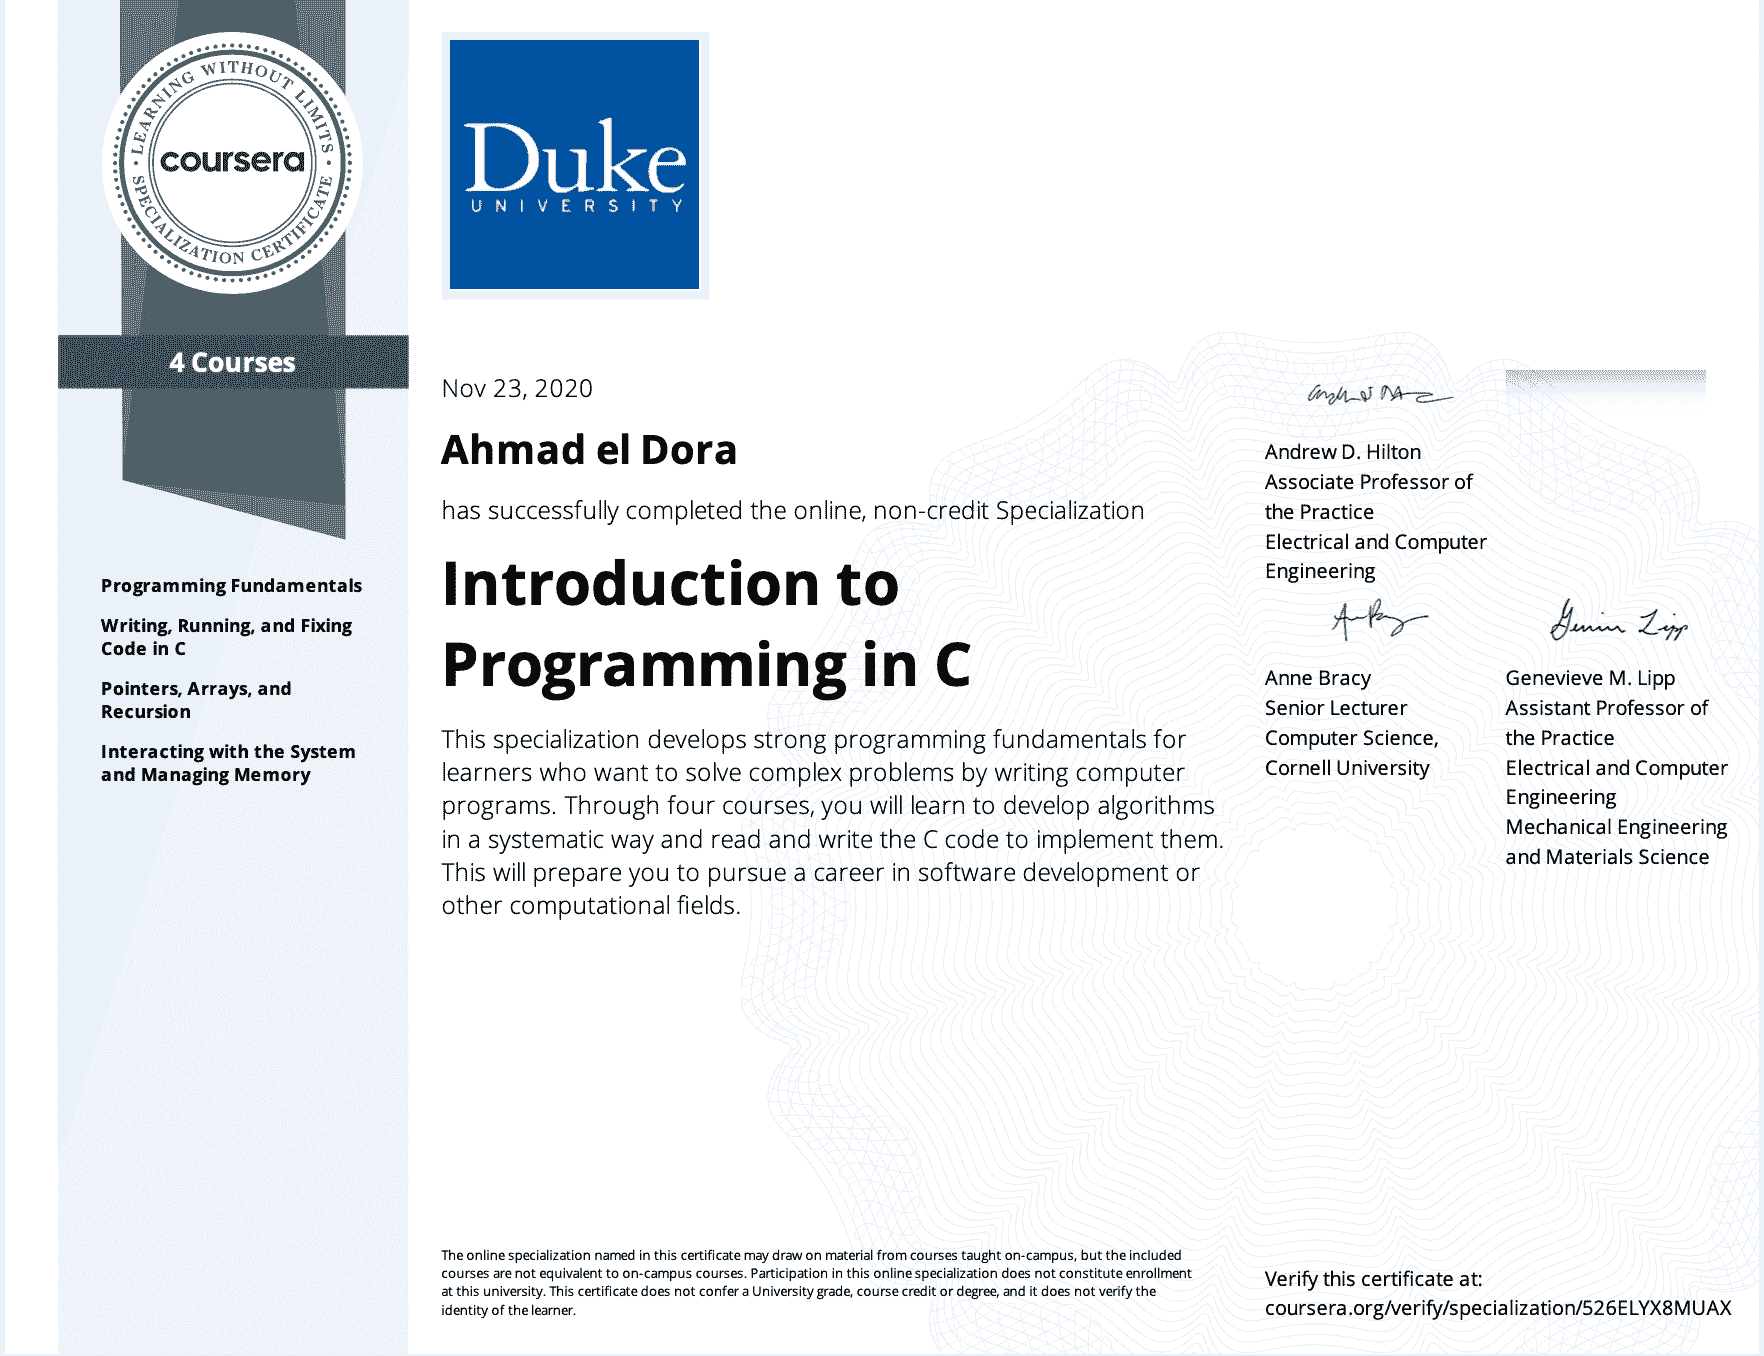 LEARNING WITHOUT LIMITS
coursera
SPECIALIZATION CERTIFICATE
4 Courses
Programming Fundamentals
Writing, Running, and Fixing
Code in C
Pointers, Arrays, and
Recursion
Interacting with the System
and Managing Memory
Duke
UNIVERSITY
Nov 23, 2020
Ahmad el Dora
has successfully completed the online, non-credit Specialization
Introduction to
Programming in C
This specialization develops strong programming fundamentals for
learners who want to solve complex problems by writing computer
programs. Through four courses, you will learn to develop algorithms
in a systematic way and read and write the C code to implement them.
This will prepare you to pursue a career in software development or
other computational fields.
Andrew D. Hilton
Associate Professor of
the Practice
Electrical and Computer
Engineering
Anne Bracy
Senior Lecturer
Computer Science,
Cornell University
Genevieve M. Lipp
Assistant Professor of
the Practice
Electrical and Computer
Engineering
Mechanical Engineering
and Materials Science
The online specialization named in this certificate may draw on material from courses taught on-campus, but the included
courses are not equivalent to on-campus courses. Participation in this online specialization does not constitute enrollment
at this university. This certificate does not confer a University grade, course credit or degree, and it does not verify the
identity of the learner.
Verify this certificate at:
coursera.org/verify/specialization/526ELYX8MUAX